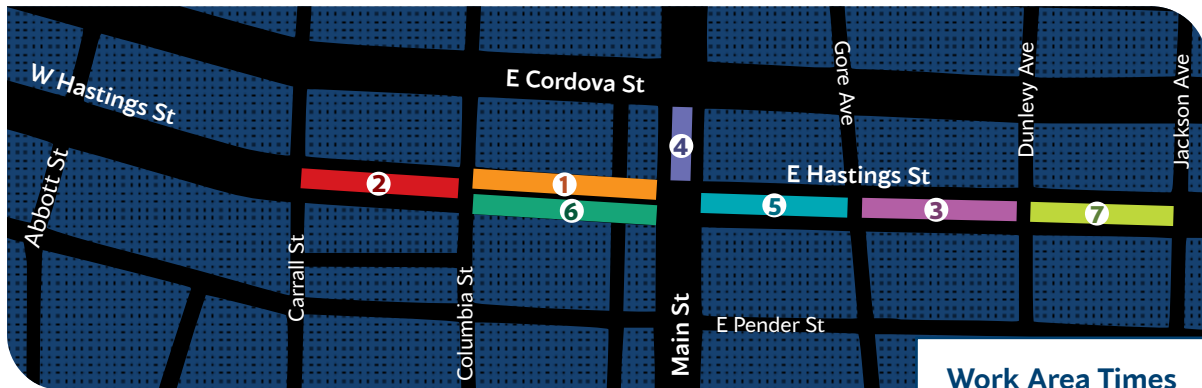 E Cordova St
W Hastings St
Abbott St
Carrall St
Columbia St
Main St
Gore Ave
Dunlevy Ave
Jackson Ave
E Hastings St
E Pender St
2
1
6
4
5
3
7
Work Area Times